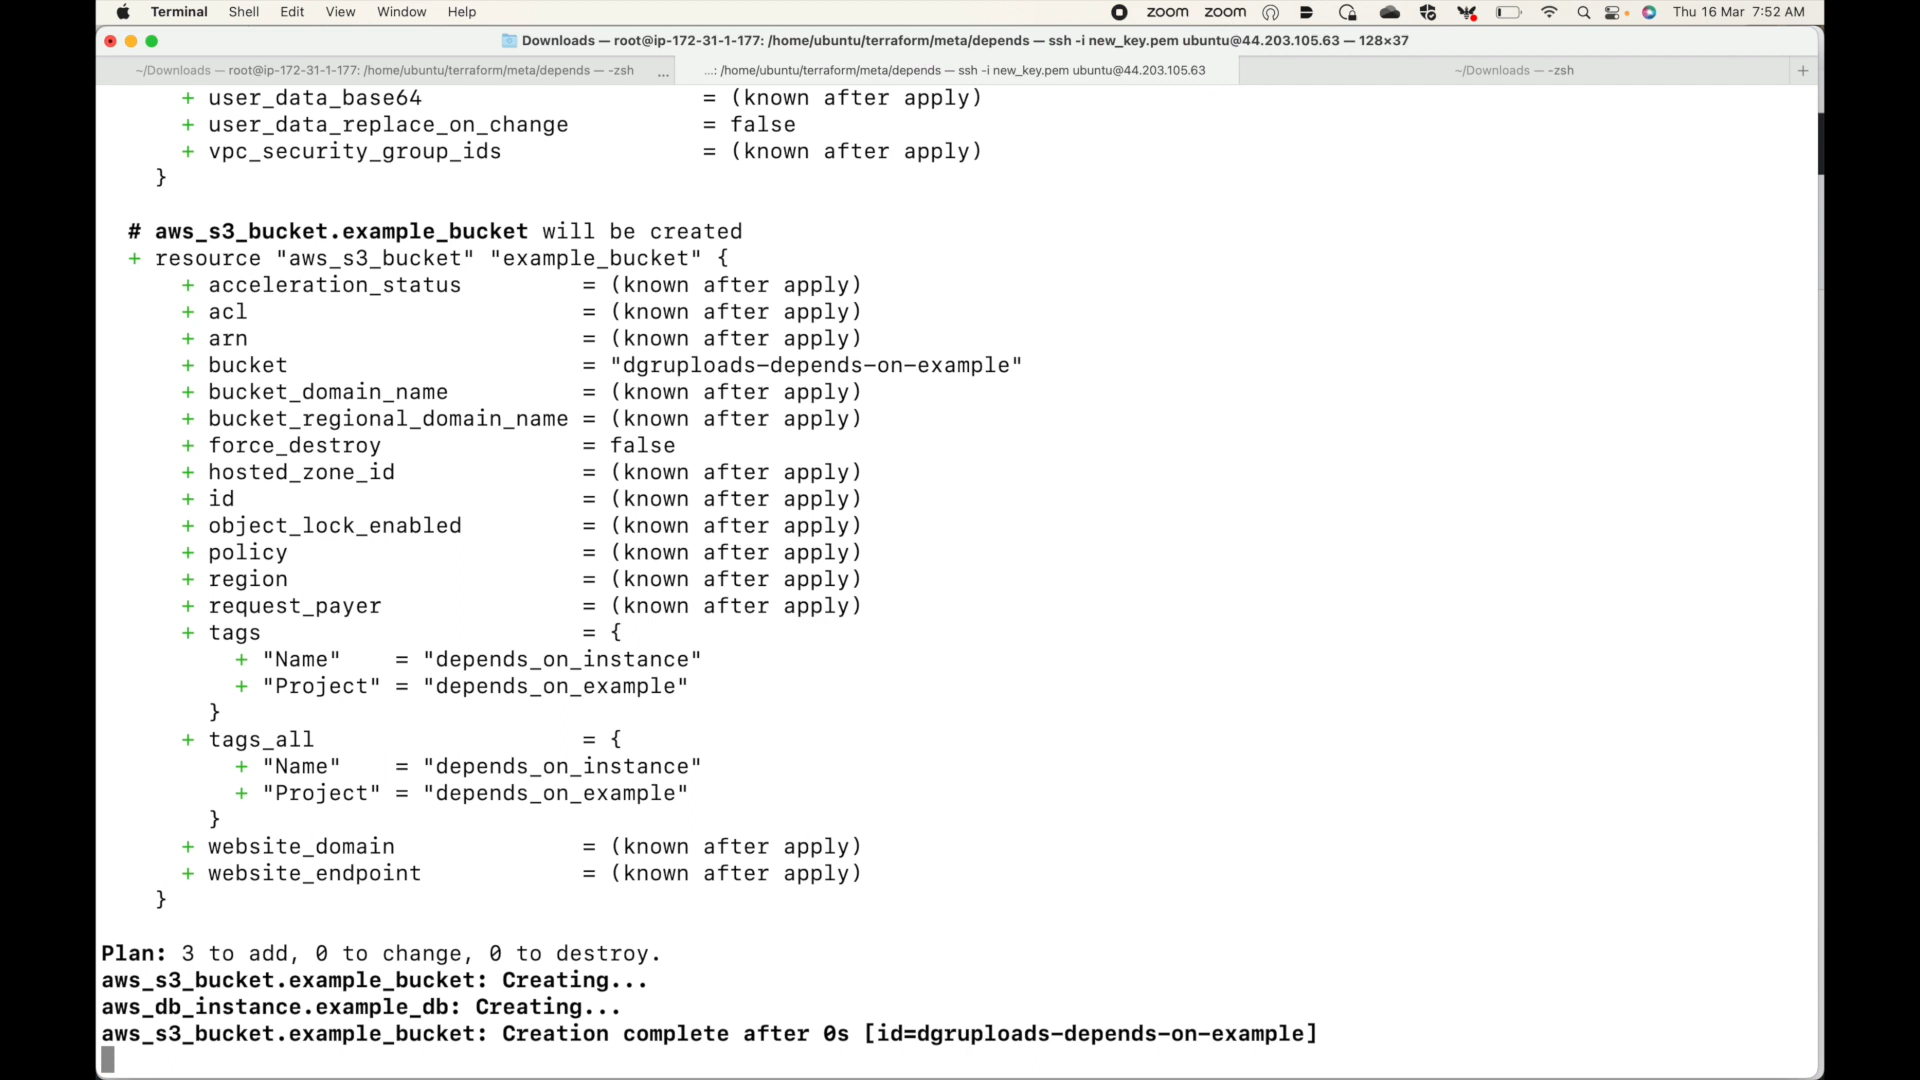 Terminal Shell Edit View Window Help zoom zoom Thu 16 Mar 7:52 AM
Downloads — root@ip-172-31-1-177: /home/ubuntu/terraform/meta/depends — ssh -i new_key.pem ubuntu@44.203.105.63 — 128×37
~/Downloads — root@ip-172-31-1-177: /home/ubuntu/terraform/meta/depends — -zsh ... ...: /home/ubuntu/terraform/meta/depends — ssh -i new_key.pem ubuntu@44.203.105.63 ~/Downloads — -zsh +
+ user_data_base64 = (known after apply)
+ user_data_replace_on_change = false
+ vpc_security_group_ids = (known after apply)
}
# aws_s3_bucket.example_bucket will be created
+ resource "aws_s3_bucket" "example_bucket" {
+ acceleration_status = (known after apply)
+ acl = (known after apply)
+ arn = (known after apply)
+ bucket = "dgruploads-depends-on-example"
+ bucket_domain_name = (known after apply)
+ bucket_regional_domain_name = (known after apply)
+ force_destroy = false
+ hosted_zone_id = (known after apply)
+ id = (known after apply)
+ object_lock_enabled = (known after apply)
+ policy = (known after apply)
+ region = (known after apply)
+ request_payer = (known after apply)
+ tags = {
+ "Name" = "depends_on_instance"
+ "Project" = "depends_on_example"
}
+ tags_all = {
+ "Name" = "depends_on_instance"
+ "Project" = "depends_on_example"
}
+ website_domain = (known after apply)
+ website_endpoint = (known after apply)
}
Plan: 3 to add, 0 to change, 0 to destroy.
aws_s3_bucket.example_bucket: Creating...
aws_db_instance.example_db: Creating...
aws_s3_bucket.example_bucket: Creation complete after 0s [id=dgruploads-depends-on-example]